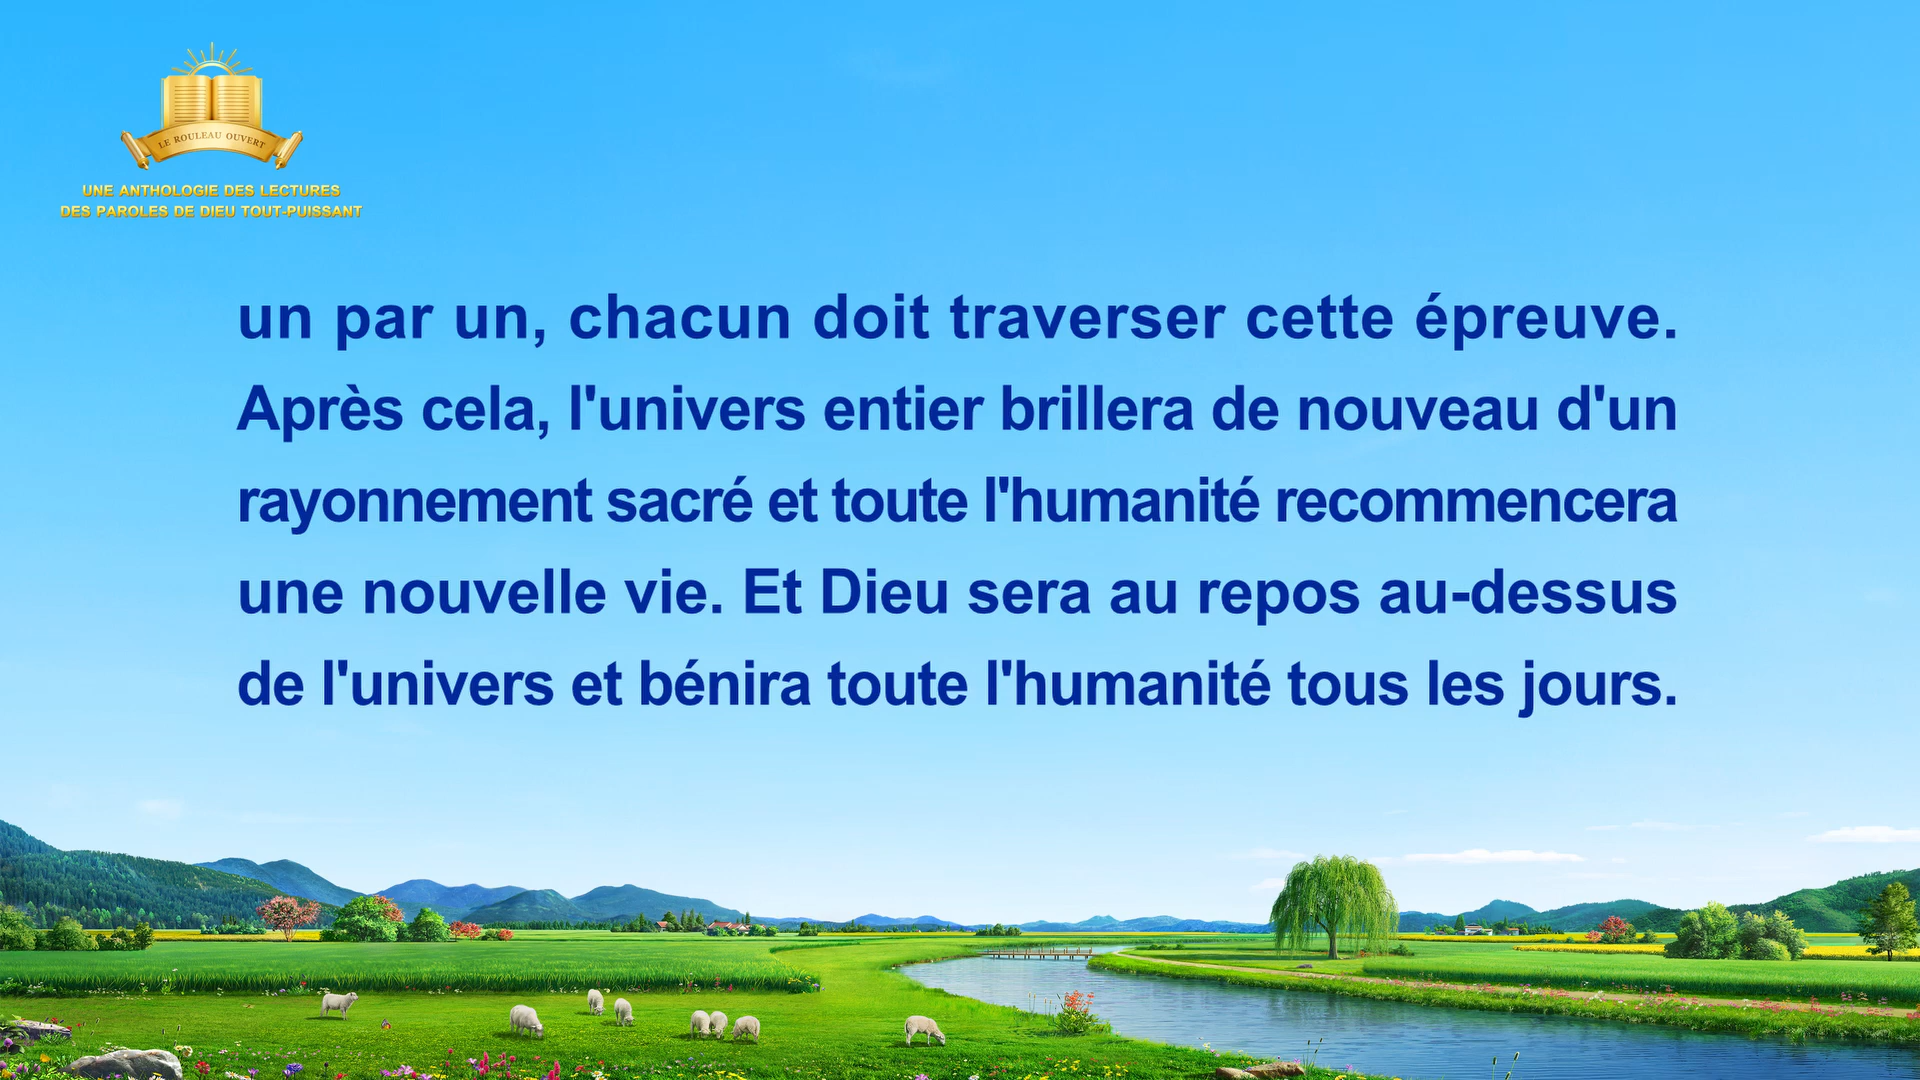 LE ROULEAU OUVERT
UNE ANTHOLOGIE DES LECTURES
DES PAROLES DE DIEU TOUT-PUISSANT
un par un, chacun doit traverser cette épreuve.
Après cela, l'univers entier brillera de nouveau d'un
rayonnement sacré et toute l'humanité recommencera
une nouvelle vie. Et Dieu sera au repos au-dessus
de l'univers et bénira toute l'humanité tous les jours.